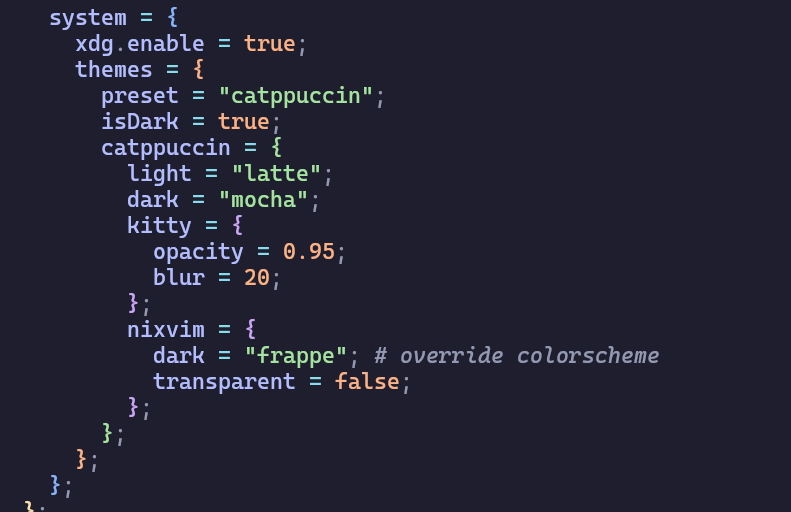 system = {
xdg.enable = true;
themes = {
preset = "catppuccin";
isDark = true;
catppuccin = {
light = "latte";
dark = "mocha";
kitty = {
opacity = 0.95;
blur = 20;
};
nixvim = {
dark = "frappe"; # override colorscheme
transparent = false;
};
};
};
};
};